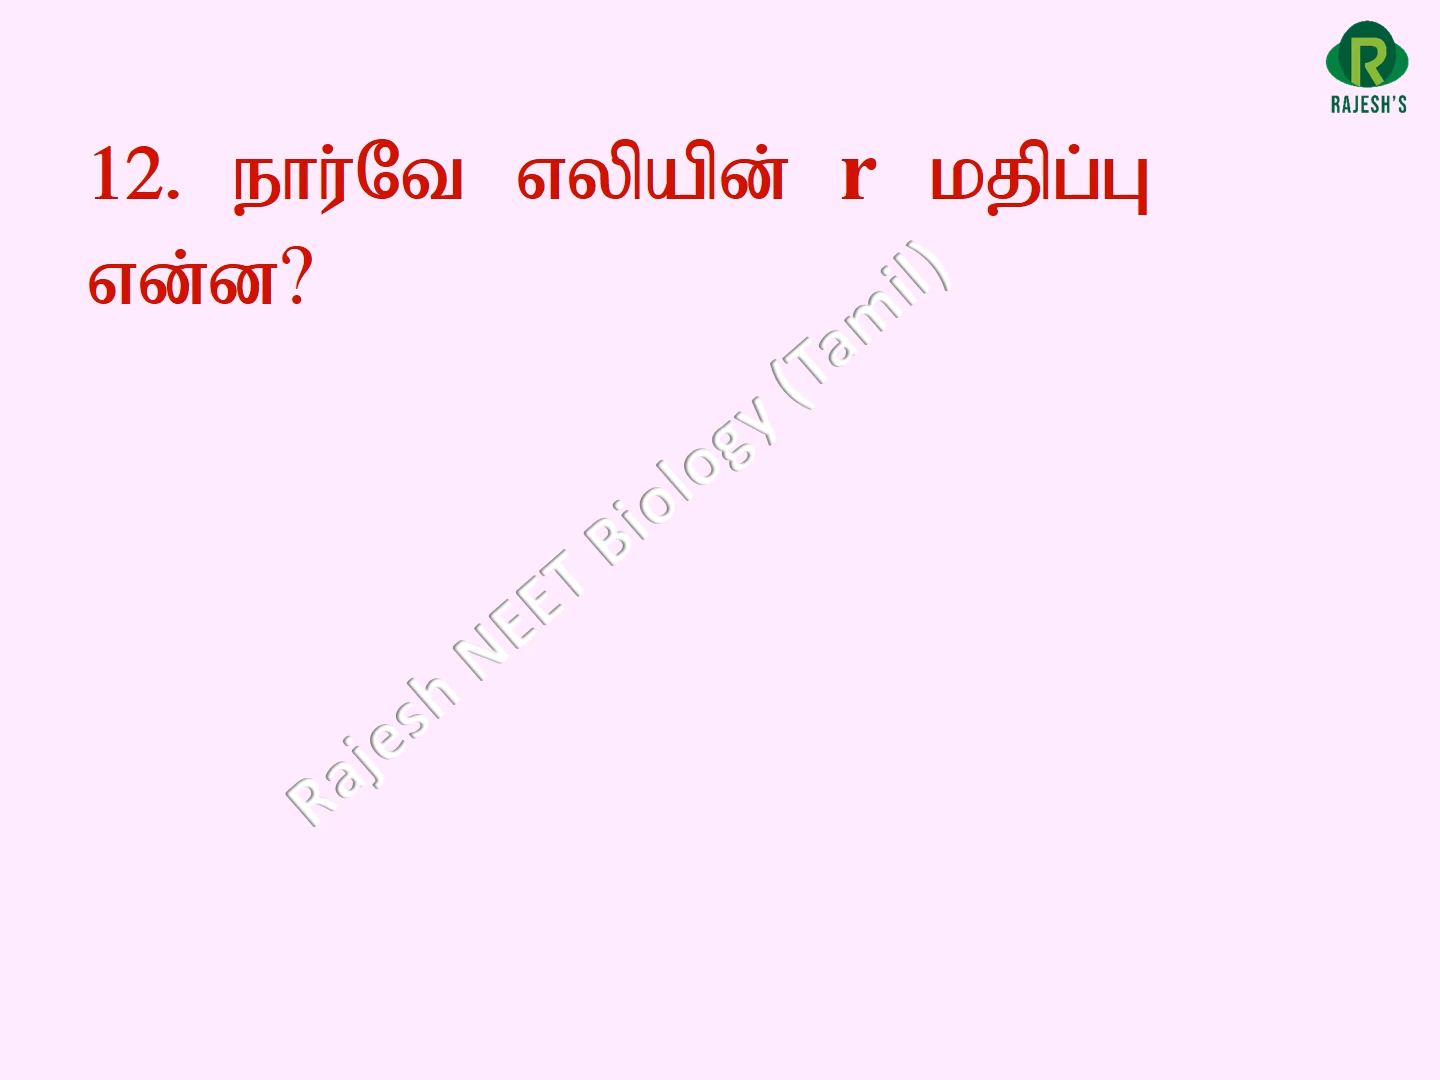 RAJESH'S
12. நார்வே எலியின் r மதிப்பு
என்ன?
Rajesh NEET Biology (Tamil)